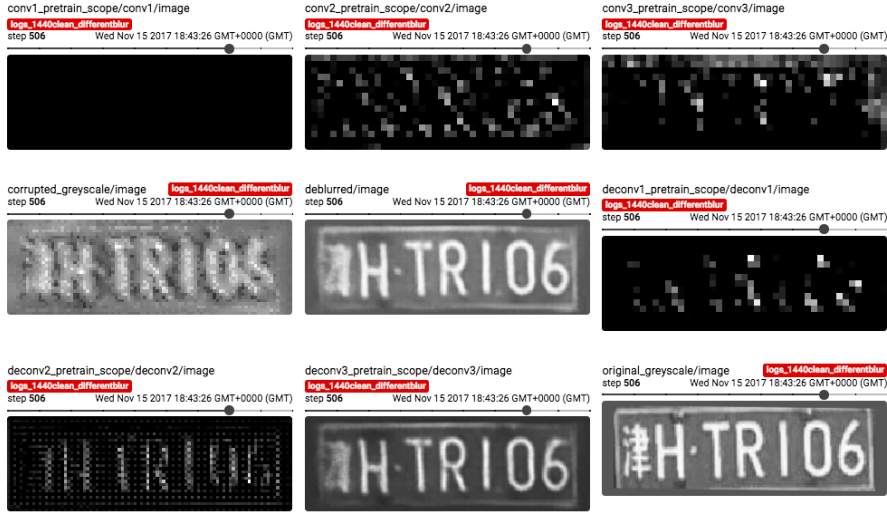 conv1_pretrain_scope/conv1/image
logs_1440clean_differentblur
step 506 Wed Nov 15 2017 18:43:26 GMT+0000 (GMT)
conv2_pretrain_scope/conv2/image
logs_1440clean_differentblur
step 506 Wed Nov 15 2017 18:43:26 GMT+0000 (GMT)
conv3_pretrain_scope/conv3/image
logs_1440clean_differentblur
step 506 Wed Nov 15 2017 18:43:26 GMT+0000 (GMT)
corrupted_greyscale/image logs_1440clean_differentblur
step 506 Wed Nov 15 2017 18:43:26 GMT+0000 (GMT)
H TR106
deblurred/image logs_1440clean_differentblur
step 506 Wed Nov 15 2017 18:43:26 GMT+0000 (GMT)
H·TR106
deconv1_pretrain_scope/deconv1/image
logs_1440clean_differentblur
step 506 Wed Nov 15 2017 18:43:26 GMT+0000 (GMT)
deconv2_pretrain_scope/deconv2/image
logs_1440clean_differentblur
step 506 Wed Nov 15 2017 18:43:26 GMT+0000 (GMT)
H TR106
deconv3_pretrain_scope/deconv3/image
logs_1440clean_differentblur
step 506 Wed Nov 15 2017 18:43:26 GMT+0000 (GMT)
H·TR106
original_greyscale/image logs_1440clean_differentblur
step 506 Wed Nov 15 2017 18:43:26 GMT+0000 (GMT)
津H·TR106